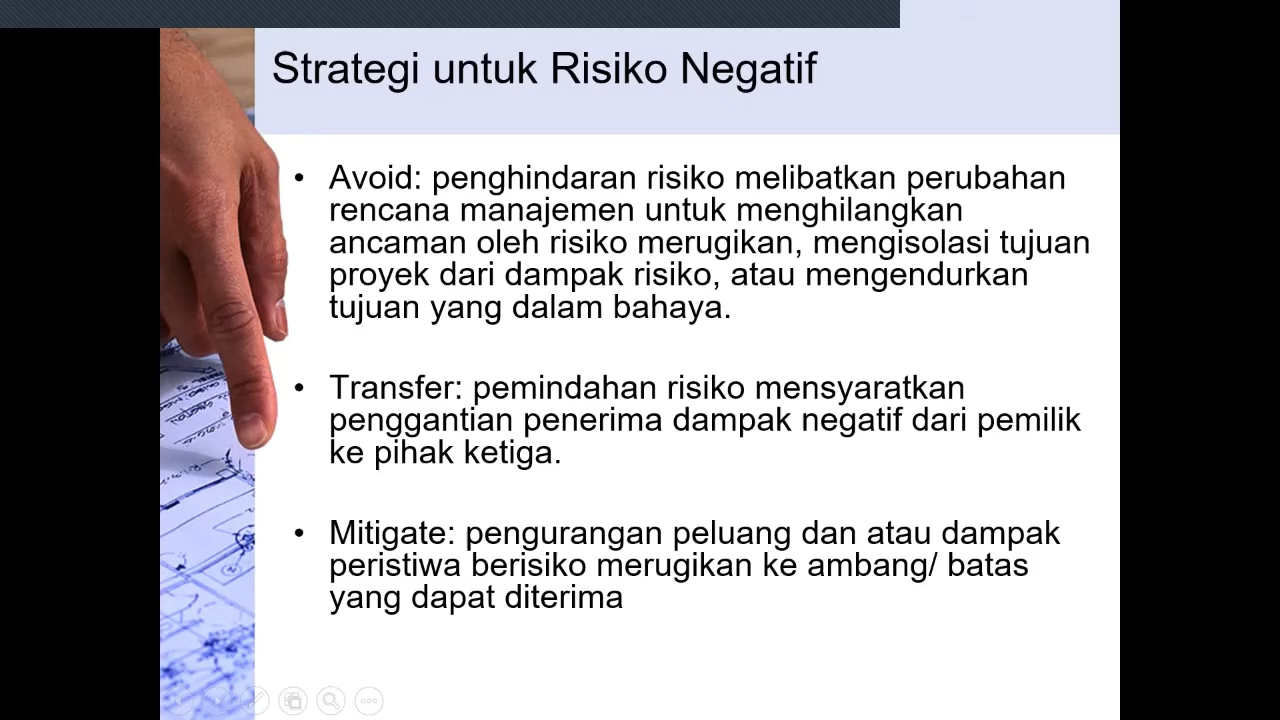 Strategi untuk Risiko Negatif
• Avoid: penghindaran risiko melibatkan perubahan
rencana manajemen untuk menghilangkan
ancaman oleh risiko merugikan, mengisolasi tujuan
proyek dari dampak risiko, atau mengendurkan
tujuan yang dalam bahaya.
• Transfer: pemindahan risiko mensyaratkan
penggantian penerima dampak negatif dari pemilik
ke pihak ketiga.
• Mitigate: pengurangan peluang dan atau dampak
peristiwa berisiko merugikan ke ambang/ batas
yang dapat diterima